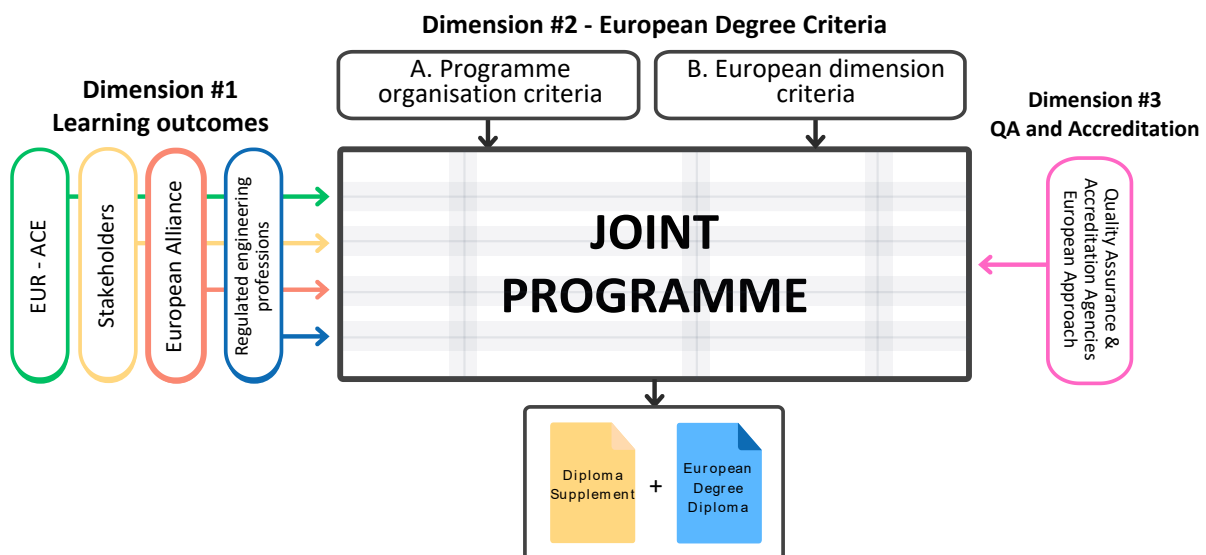 Dimension #2 - European Degree Criteria
A. Programme
organisation criteria
B. European dimension
criteria
Dimension #1
Learning outcomes
EUR - ACE
Stakeholders
European Alliance
Regulated engineering
professions
JOINT
PROGRAMME
Dimension #3
QA and Accreditation
Quality Assurance &
Accreditation Agencies
European Approach
Diploma
Supplement
+
European
Degree
Diploma